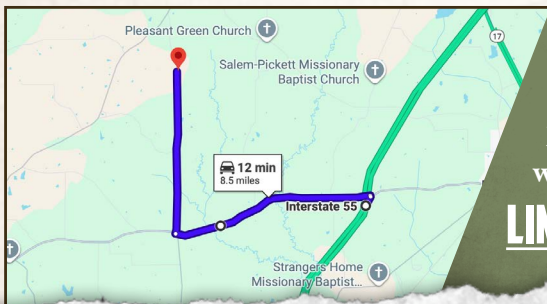 Pleasant Green Church
Salem-Pickett Missionary
Baptist Church
17
12 min
8.5 miles
Interstate 55
Strangers Home
Missionary Baptist...